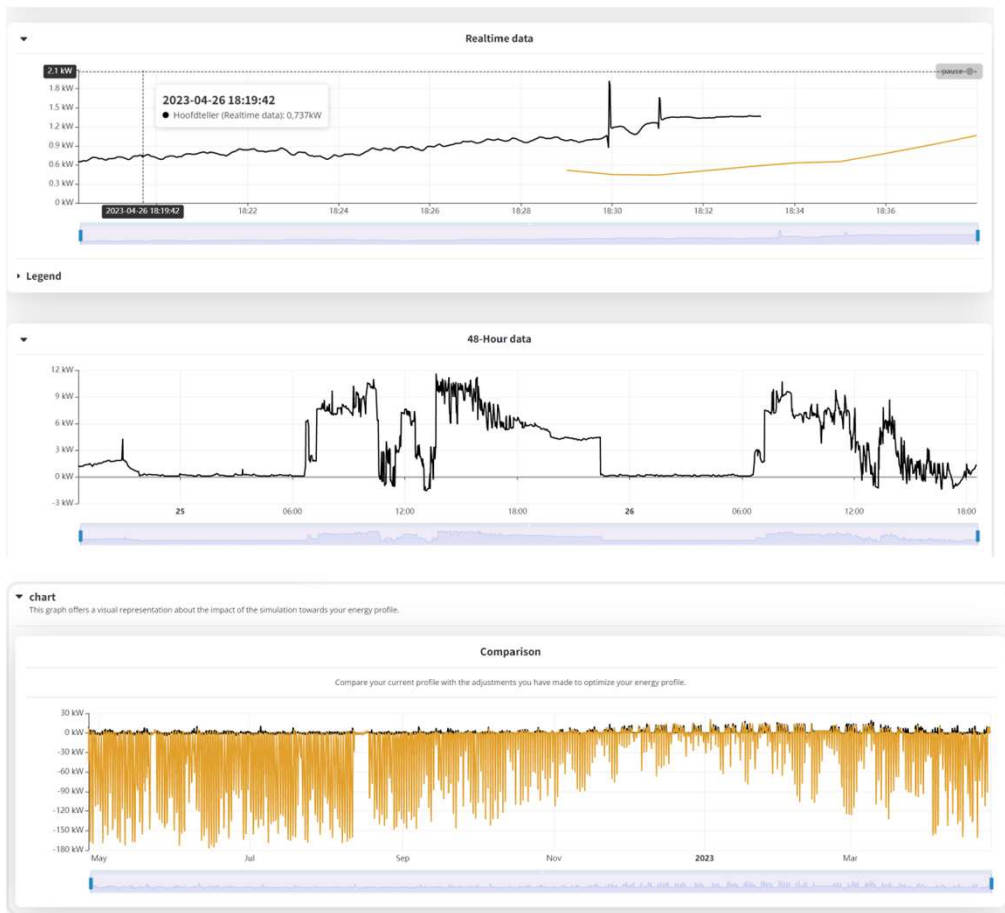 Realtime data
2.1 kW
pause
1.8 kW
2023-04-26 18:19:42
Hoofdteller (Realtime data): 0,737kW
1.5 kW
1.2 kW
0.9 kW
0.6 kW
0.3 kW
0 kW
2023-04-26 18:19:42 18:22 18:24 18:26 18:28 18:30 18:32 18:34 18:36
Legend
48-Hour data
12 kW
9 kW
6 kW
3 kW
0 kW
-3 kW
25 06:00 12:00 18:00 26 06:00 12:00 18:00
chart
This graph offers a visual representation about the impact of the simulation towards your energy profile.
Comparison
Compare your current profile with the adjustments you have made to optimize your energy profile.
30 kW
0 kW
-30 kW
-60 kW
-90 kW
-120 kW
-150 kW
-180 kW
May Jul Sep Nov 2023 Mar